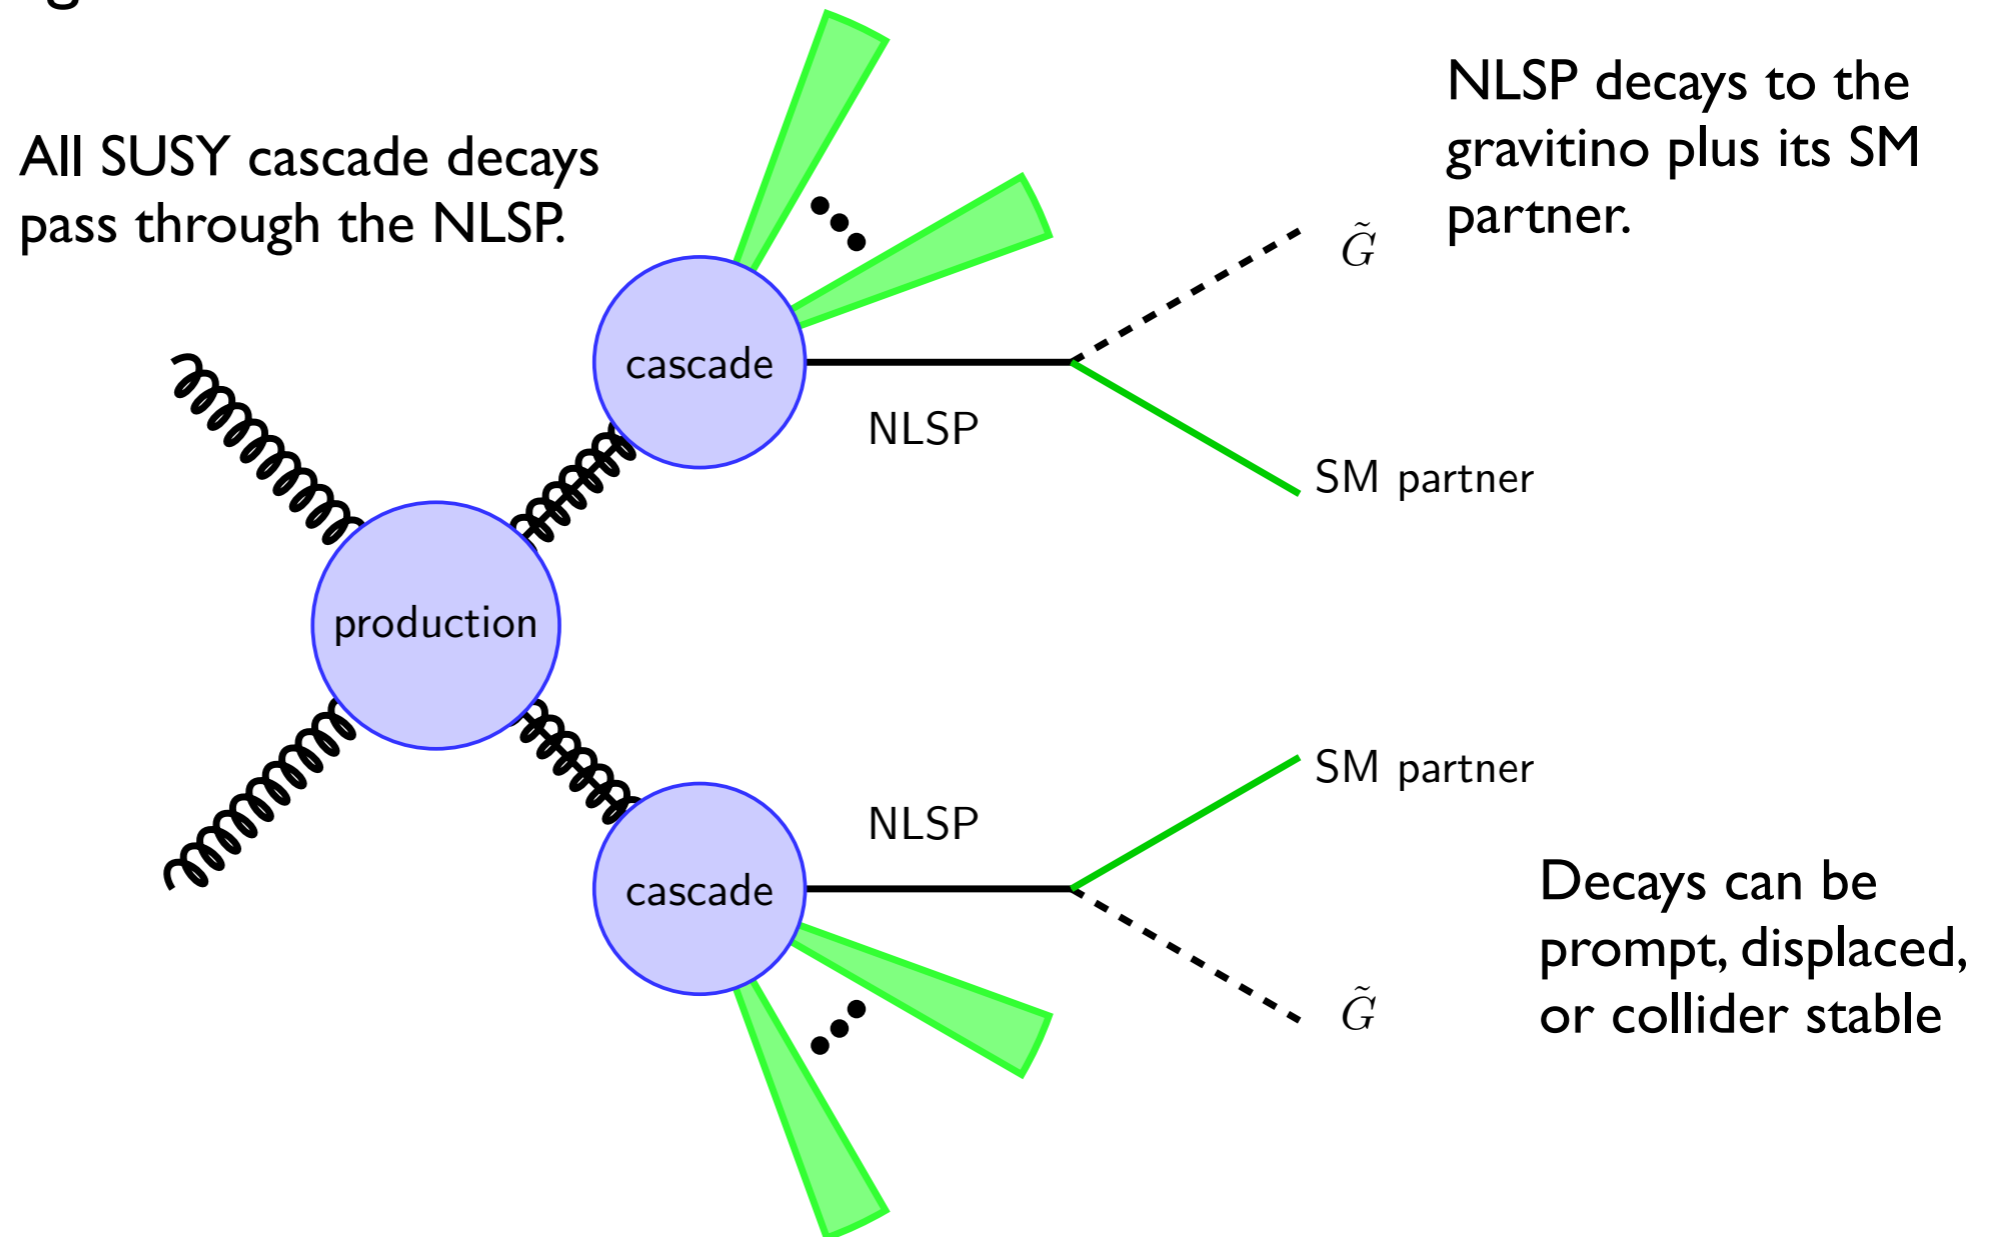 NLSP decays to the
gravitino plus its SM
partner.
All SUSY cascade decays
pass through the NLSP.
G̃
cascade
NLSP
SM partner
production
SM partner
NLSP
cascade
Decays can be
prompt, displaced,
or collider stable
G̃